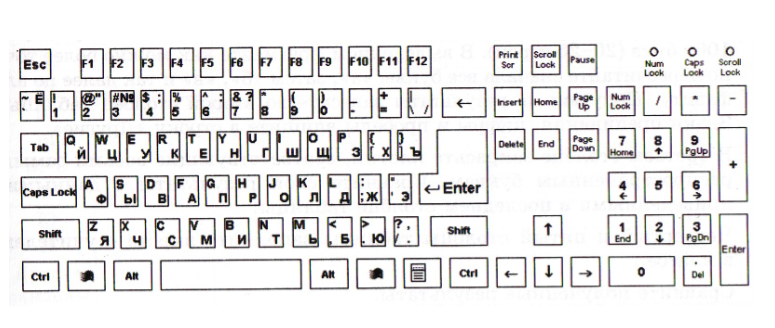 Esc F1 F2 F3 F4 F5 F6 F7 F8 F9 F10 F11 F12 Print Scr Scroll Lock Pause Num Lock Caps Lock Scroll Lock
~ ` Ё ! 1 @ " 2 # № 3 $ ; 4 % 5 ^ : 6 & ? 7 * 8 ( 9 ) 0 _ - + = | \ / ← Insert Home Page Up Num Lock / * −
Tab Q Й W Ц E У R К T Е Y Н U Г I Ш O Щ P З { [ Х } ] Ъ Delete End Page Down 7 Home 8 ↑ 9 PgUp +
Caps Lock A Ф S Ы D В F А G П H Р J О K Л L Д : ; Ж " ' Э ← Enter 4 ← 5 6 →
Shift Z Я X Ч C С V М B И N Т M Ь < , Б > . Ю ? , / . Shift ↑ 1 End 2 ↓ 3 PgDn Enter
Ctrl Alt Alt Ctrl ← ↓ → 0 . Del